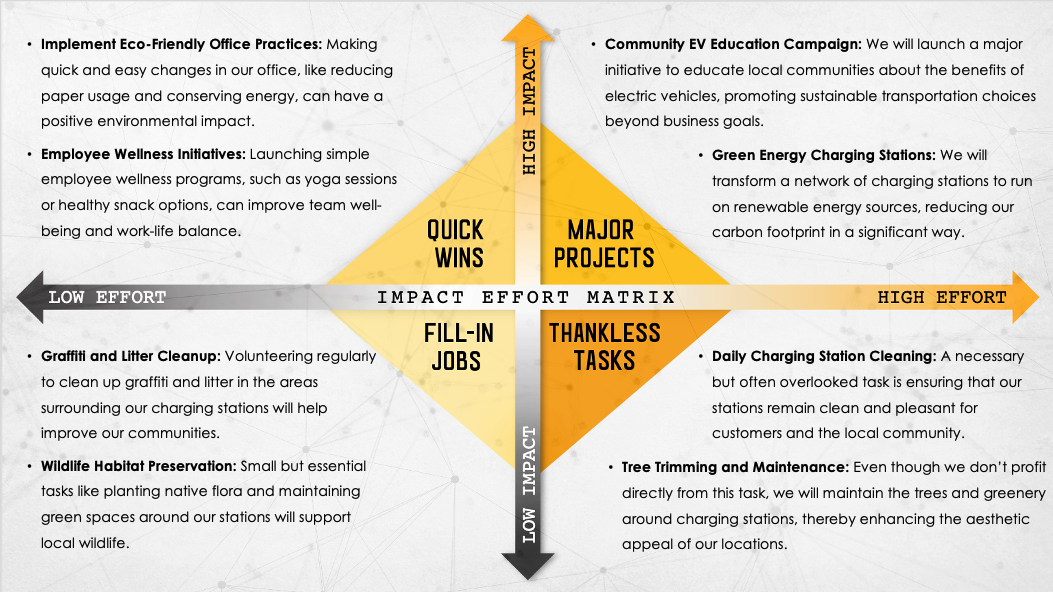 • Implement Eco-Friendly Office Practices: Making
quick and easy changes in our office, like reducing
paper usage and conserving energy, can have a
positive environmental impact.
• Employee Wellness Initiatives: Launching simple
employee wellness programs, such as yoga sessions
or healthy snack options, can improve team well-
being and work-life balance.
HIGH IMPACT
• Community EV Education Campaign: We will launch a major
initiative to educate local communities about the benefits of
electric vehicles, promoting sustainable transportation choices
beyond business goals.
• Green Energy Charging Stations: We will
transform a network of charging stations to run
on renewable energy sources, reducing our
carbon footprint in a significant way.
QUICK
WINS
MAJOR
PROJECTS
LOW EFFORT
IMPACT EFFORT MATRIX
HIGH EFFORT
FILL-IN
JOBS
THANKLESS
TASKS
• Graffiti and Litter Cleanup: Volunteering regularly
to clean up graffiti and litter in the areas
surrounding our charging stations will help
improve our communities.
• Wildlife Habitat Preservation: Small but essential
tasks like planting native flora and maintaining
green spaces around our stations will support
local wildlife.
LOW IMPACT
• Daily Charging Station Cleaning: A necessary
but often overlooked task is ensuring that our
stations remain clean and pleasant for
customers and the local community.
• Tree Trimming and Maintenance: Even though we don't profit
directly from this task, we will maintain the trees and greenery
around charging stations, thereby enhancing the aesthetic
appeal of our locations.